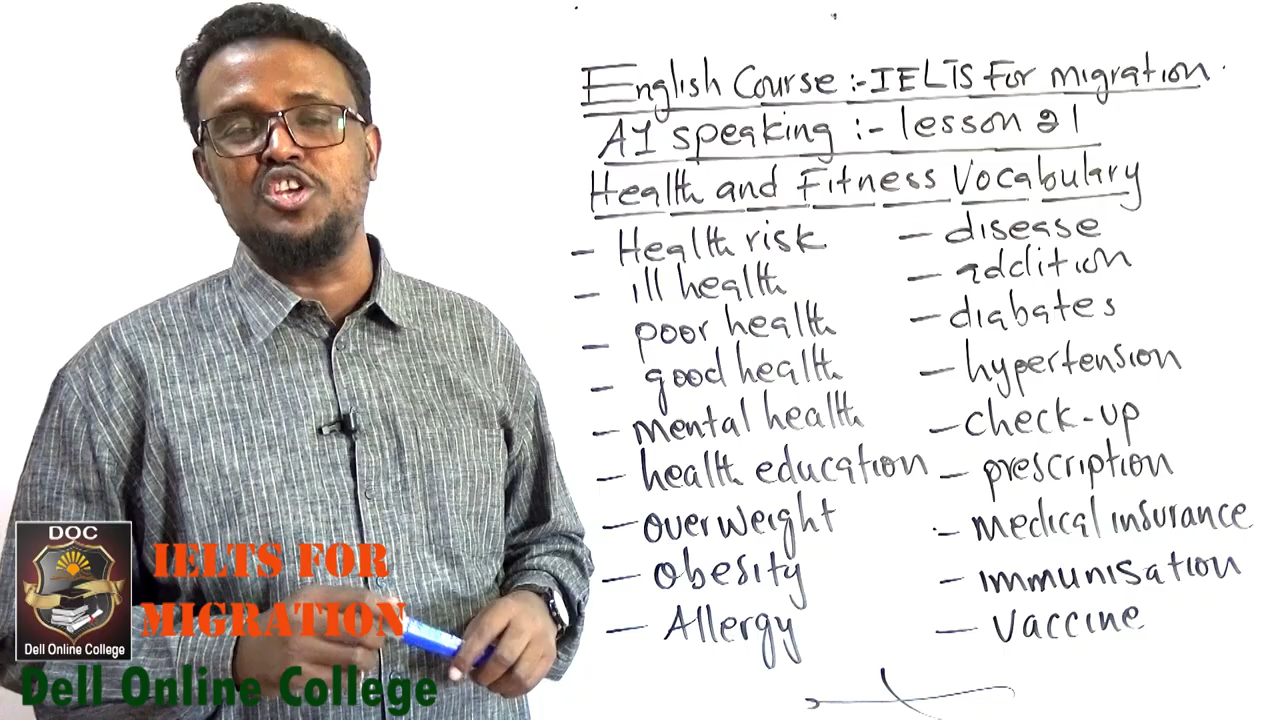 English Course :- IELTS For migration.
AI speaking :- lesson 21
Health and Fitness Vocabulary
- Health risk
- ill health
- poor health
- good health
- mental health
- health education
- overweight
- obesity
- Allergy
- disease
- addition
- diabates
- hypertension
- check-up
- prescription
- Medical insurance
- immunisation
- vaccine
DOC
Dell Online College
IELTS FOR
MIGRATION
Dell Online College